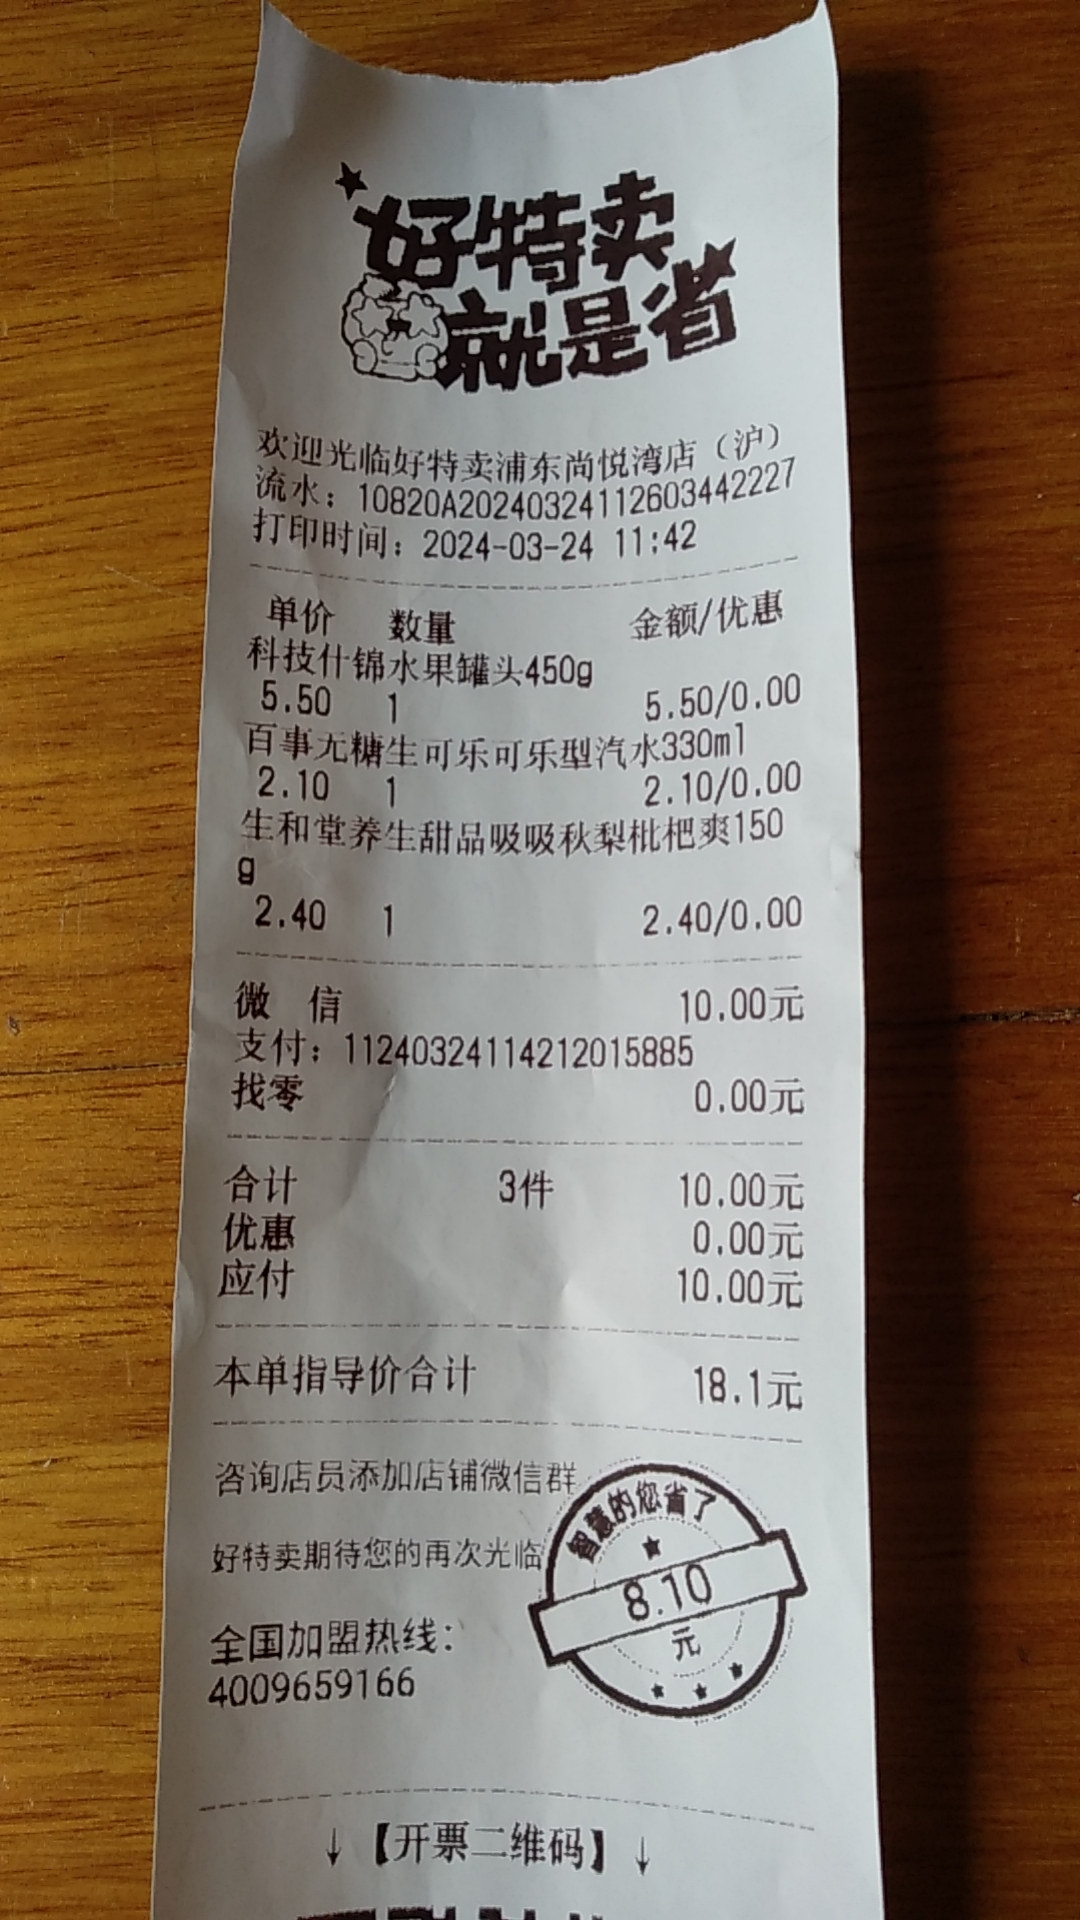 好特卖
就是省
欢迎光临好特卖浦东尚悦湾店（沪）
流水：10820A20240324112603442227
打印时间：2024-03-24 11:42
单价 数量 金额/优惠
科技什锦水果罐头450g
5.50 1 5.50/0.00
百事无糖生可乐可乐型汽水330ml
2.10 1 2.10/0.00
生和堂养生甜品吸吸秋梨枇杷爽150
g
2.40 1 2.40/0.00
微 信 10.00元
支付：11240324114212015885
找零 0.00元
合计 3件 10.00元
优惠 0.00元
应付 10.00元
本单指导价合计 18.1元
咨询店员添加店铺微信群
智慧的您省了
好特卖期待您的再次光临
8.10
元
全国加盟热线：
4009659166
↓【开票二维码】↓